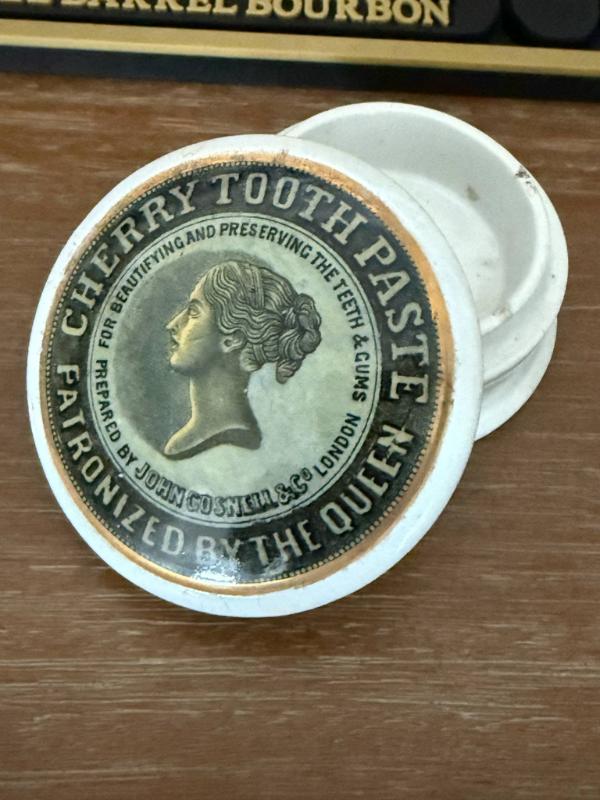 BARREL BOURBON
CHERRY TOOTH PASTE
PATRONIZED BY THE QUEEN
FOR BEAUTIFYING AND PRESERVING THE TEETH & GUMS
PREPARED BY JOHN GOSNELL & Co LONDON